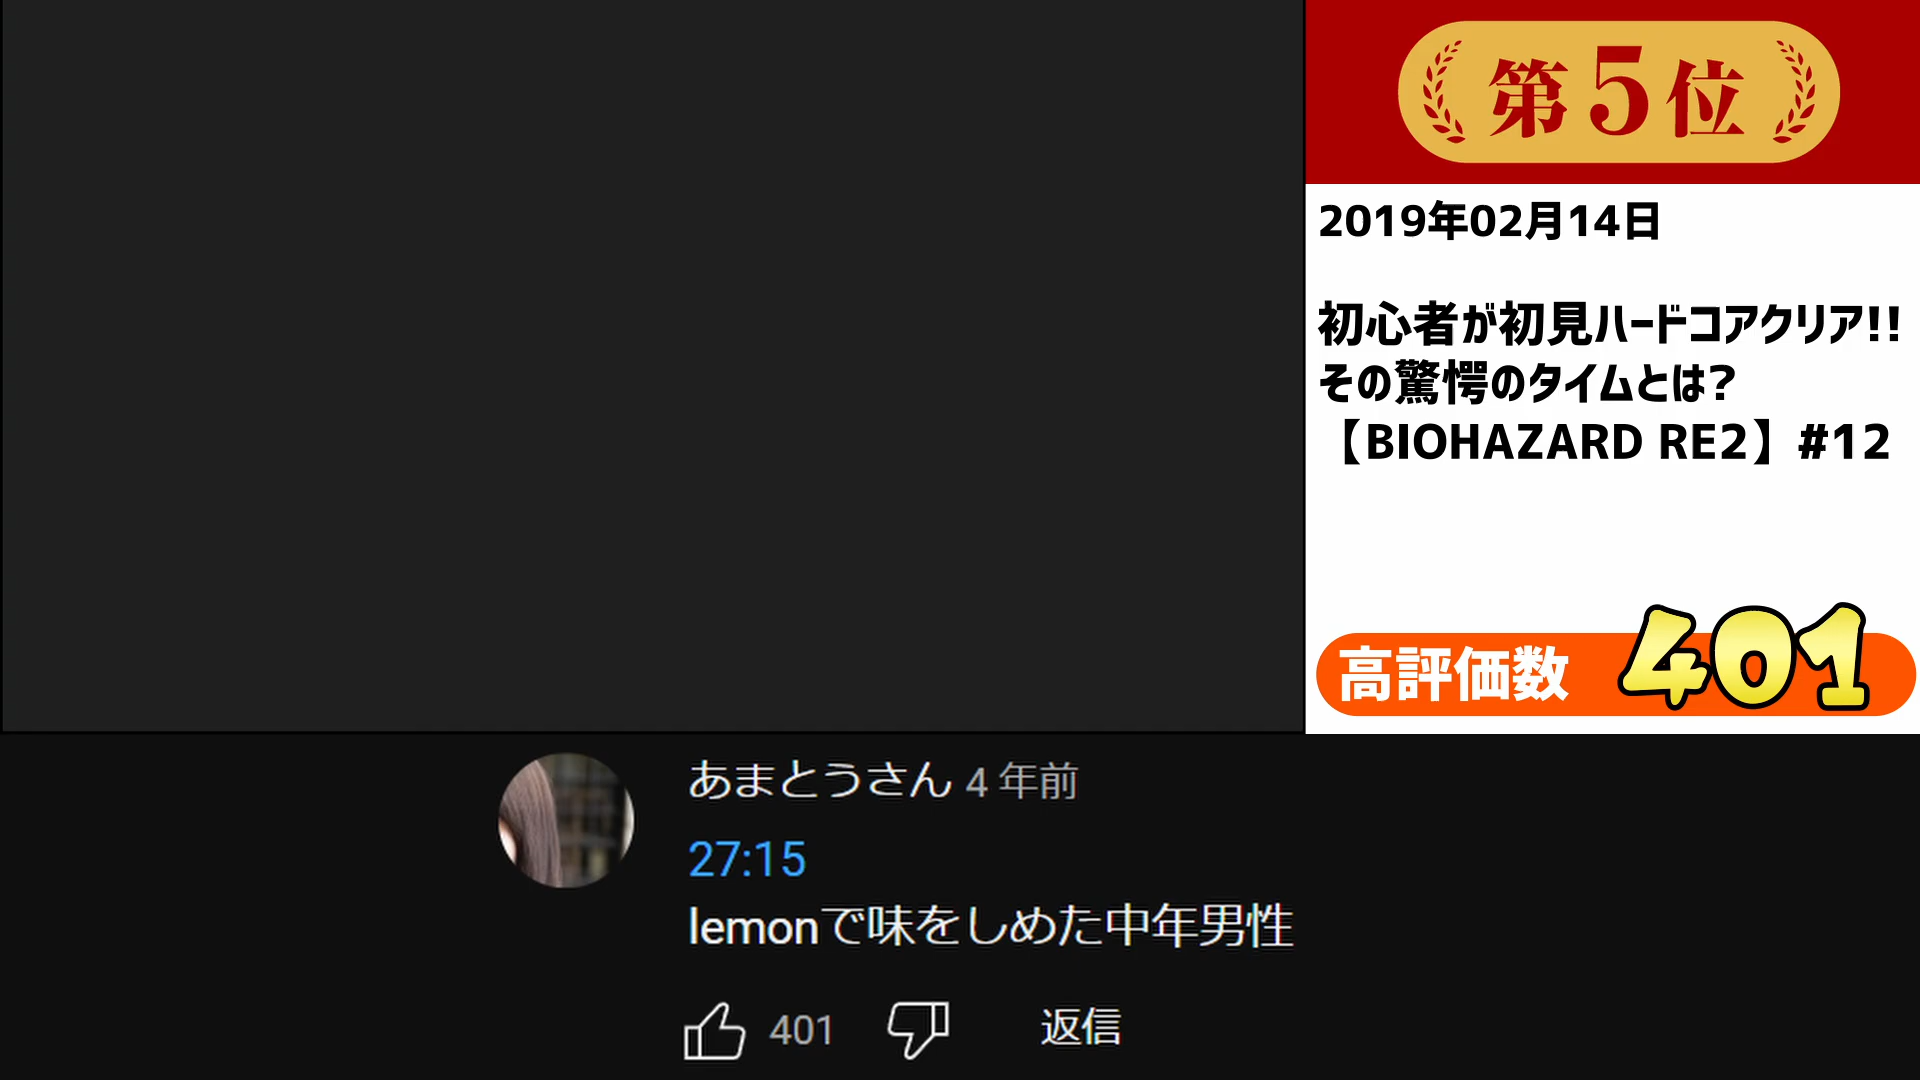 第5位
2019年02月14日
初心者が初見ハードコアクリア!!
その驚愕のタイムとは?
【BIOHAZARD RE2】#12
高評価数 401
あまとうさん 4 年前
27:15
lemonで味をしめた中年男性
401 返信